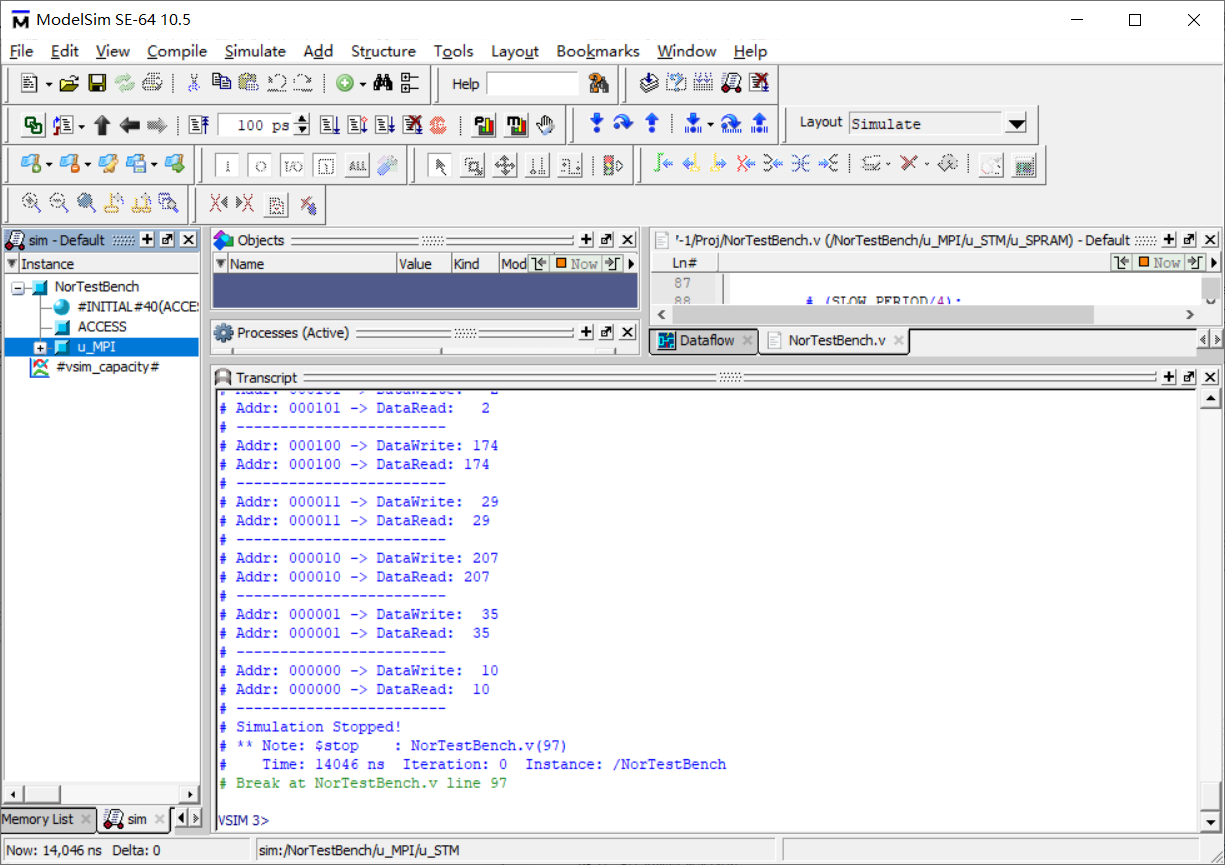 ModelSim SE-64 10.5
File Edit View Compile Simulate Add Structure Tools Layout Bookmarks Window Help
Help
100 ps
Layout Simulate
sim - Default
Instance
NorTestBench
#INITIAL#40(ACCE
ACCESS
u_MPI
#vsim_capacity#
Memory List
sim
Objects
Name Value Kind Mod Now
Processes (Active)
'-1/Proj/NorTestBench.v (/NorTestBench/u_MPI/u_STM/u_SPRAM) - Default
Ln# Now
87
88 # (SLOW_PERIOD/4);
Dataflow NorTestBench.v
Transcript
# Addr: 000101 -> DataWrite: 2
# Addr: 000101 -> DataRead: 2
# ------------------------
# Addr: 000100 -> DataWrite: 174
# Addr: 000100 -> DataRead: 174
# ------------------------
# Addr: 000011 -> DataWrite: 29
# Addr: 000011 -> DataRead: 29
# ------------------------
# Addr: 000010 -> DataWrite: 207
# Addr: 000010 -> DataRead: 207
# ------------------------
# Addr: 000001 -> DataWrite: 35
# Addr: 000001 -> DataRead: 35
# ------------------------
# Addr: 000000 -> DataWrite: 10
# Addr: 000000 -> DataRead: 10
# ------------------------
# Simulation Stopped!
# ** Note: $stop : NorTestBench.v(97)
# Time: 14046 ns Iteration: 0 Instance: /NorTestBench
# Break at NorTestBench.v line 97
VSIM 3>
Now: 14,046 ns Delta: 0
sim:/NorTestBench/u_MPI/u_STM